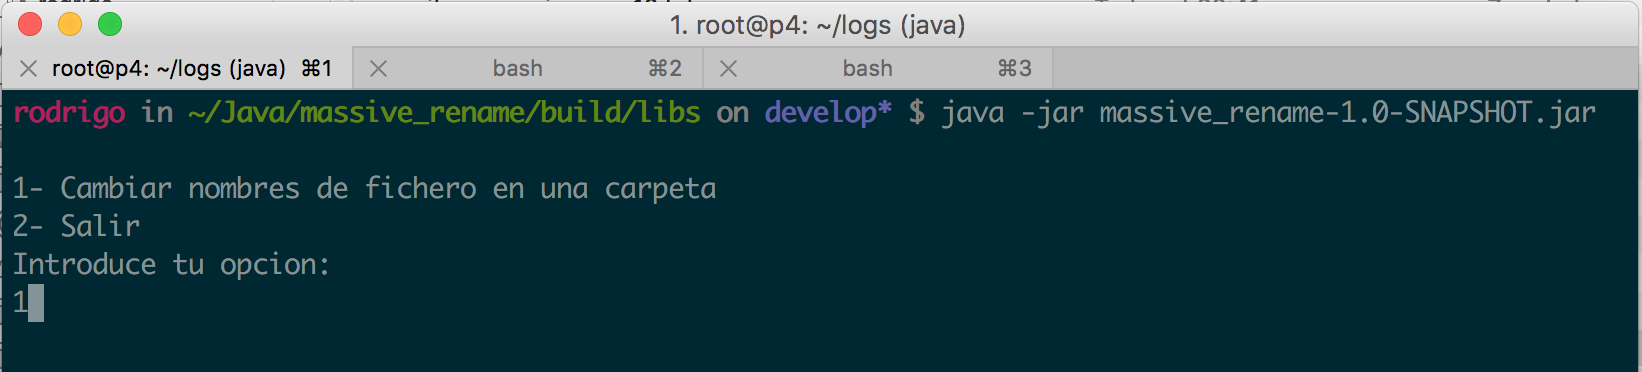 1. root@p4: ~/logs (java)
root@p4: ~/logs (java) ⌘1 bash ⌘2 bash ⌘3
rodrigo in ~/Java/massive_rename/build/libs on develop* $ java -jar massive_rename-1.0-SNAPSHOT.jar
1- Cambiar nombres de fichero en una carpeta
2- Salir
Introduce tu opcion:
1